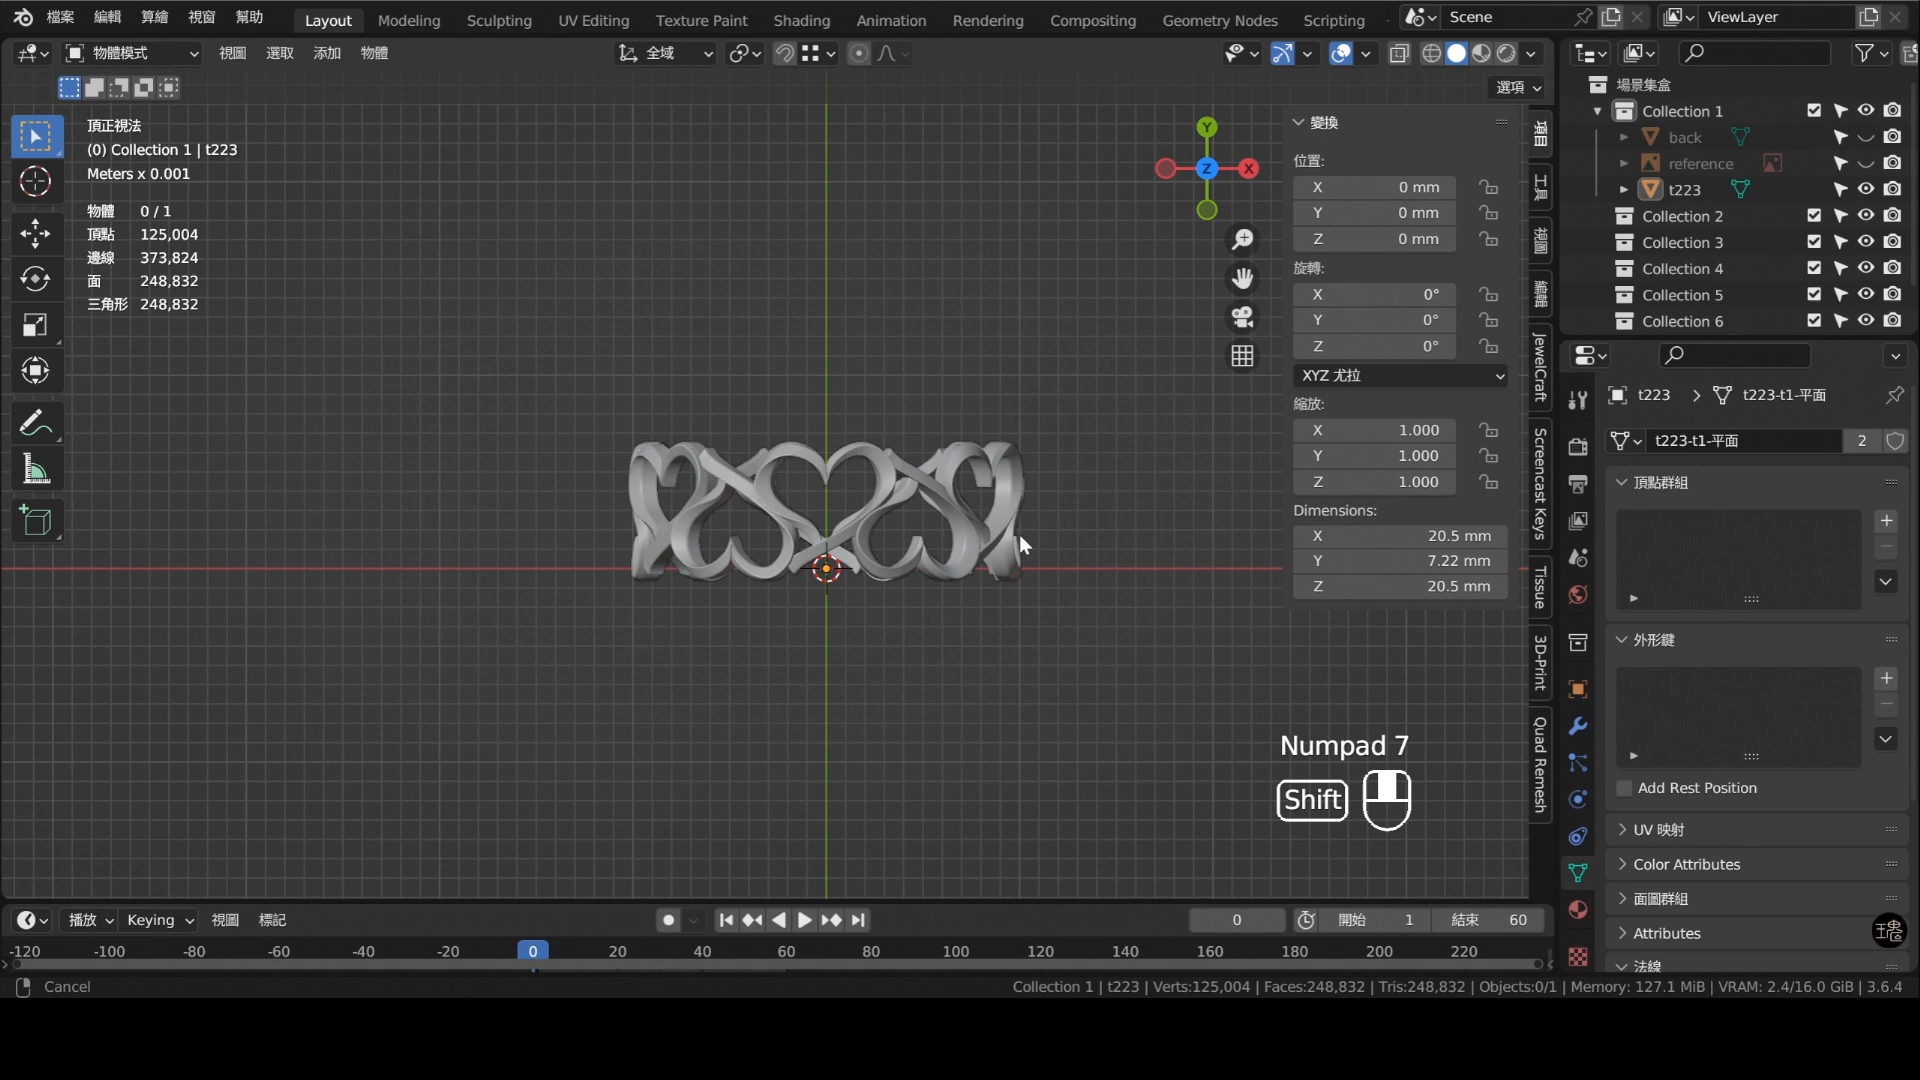 檔案 編輯 算繪 視窗 幫助 Layout Modeling Sculpting UV Editing Texture Paint Shading Animation Rendering Compositing Geometry Nodes Scripting Scene ViewLayer
物體模式 視圖 選取 添加 物體 全域
選項
頂正視法
(0) Collection 1 | t223
Meters x 0.001
物體 0 / 1
頂點 125,004
邊線 373,824
面 248,832
三角形 248,832
Y
Z
X
變換
位置:
X 0 mm
Y 0 mm
Z 0 mm
旋轉:
X 0°
Y 0°
Z 0°
XYZ 尤拉
縮放:
X 1.000
Y 1.000
Z 1.000
Dimensions:
X 20.5 mm
Y 7.22 mm
Z 20.5 mm
項目
工具
視圖
編輯
JewelCraft
Screencast Keys
Tissue
3D-Print
Quad Remesh
Numpad 7
Shift
場景集盒
Collection 1
back
reference
t223
Collection 2
Collection 3
Collection 4
Collection 5
Collection 6
t223 t223-t1-平面
t223-t1-平面 2
頂點群組
外形鍵
Add Rest Position
UV 映射
Color Attributes
面圖群組
Attributes
法線
播放 Keying 視圖 標記 0 開始 1 結束 60
-120 -100 -80 -60 -40 -20 0 20 40 60 80 100 120 140 160 180 200 220
Cancel Collection 1 | t223 | Verts:125,004 | Faces:248,832 | Tris:248,832 | Objects:0/1 | Memory: 127.1 MiB | VRAM: 2.4/16.0 GiB | 3.6.4